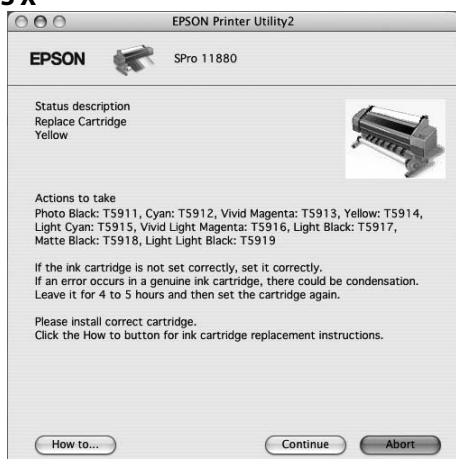 EPSON Printer Utility2
EPSON
SPro 11880
Status description
Replace Cartridge
Yellow
Actions to take
Photo Black: T5911, Cyan: T5912, Vivid Magenta: T5913, Yellow: T5914,
Light Cyan: T5915, Vivid Light Magenta: T5916, Light Black: T5917,
Matte Black: T5918, Light Light Black: T5919
If the ink cartridge is not set correctly, set it correctly.
If an error occurs in a genuine ink cartridge, there could be condensation.
Leave it for 4 to 5 hours and then set the cartridge again.
Please install correct cartridge.
Click the How to button for ink cartridge replacement instructions.
How to...
Continue
Abort